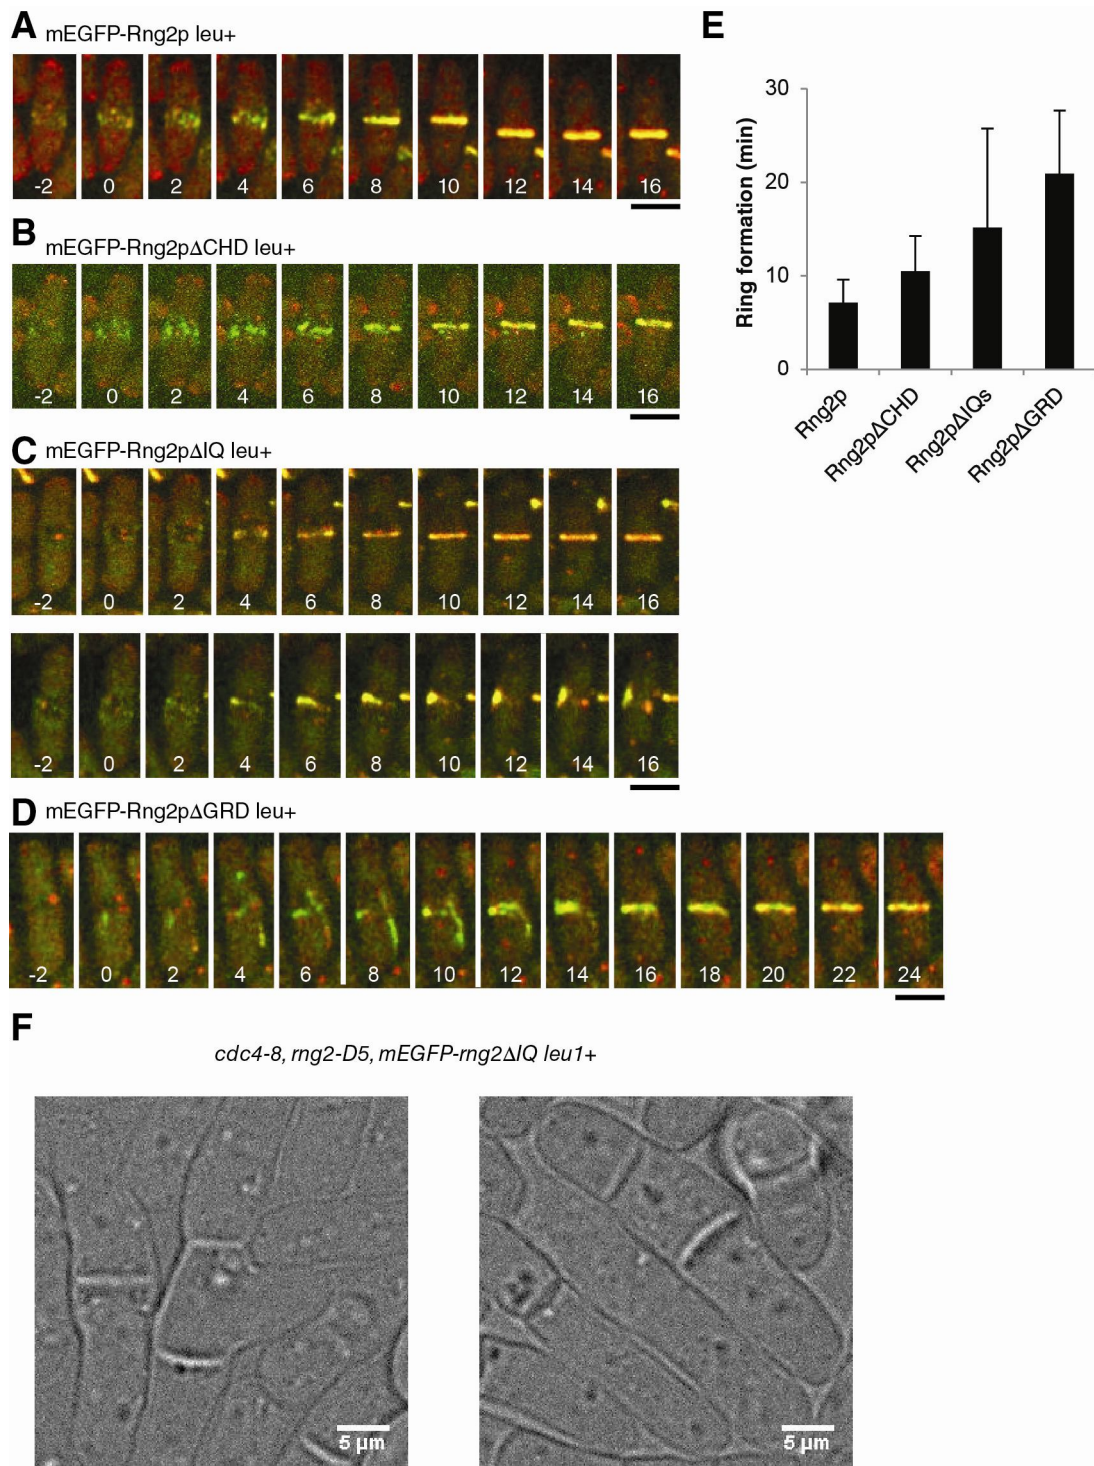 A mEGFP-Rng2p leu+
-2 0 2 4 6 8 10 12 14 16
B mEGFP-Rng2pΔCHD leu+
-2 0 2 4 6 8 10 12 14 16
C mEGFP-Rng2pΔIQ leu+
-2 0 2 4 6 8 10 12 14 16
-2 0 2 4 6 8 10 12 14 16
D mEGFP-Rng2pΔGRD leu+
-2 0 2 4 6 8 10 12 14 16 18 20 22 24
E
Ring formation (min)
30
20
10
0
Rng2p
Rng2pΔCHD
Rng2pΔIQs
Rng2pΔGRD
F
cdc4-8, rng2-D5, mEGFP-rng2ΔIQ leu1+
5 µm
5 µm